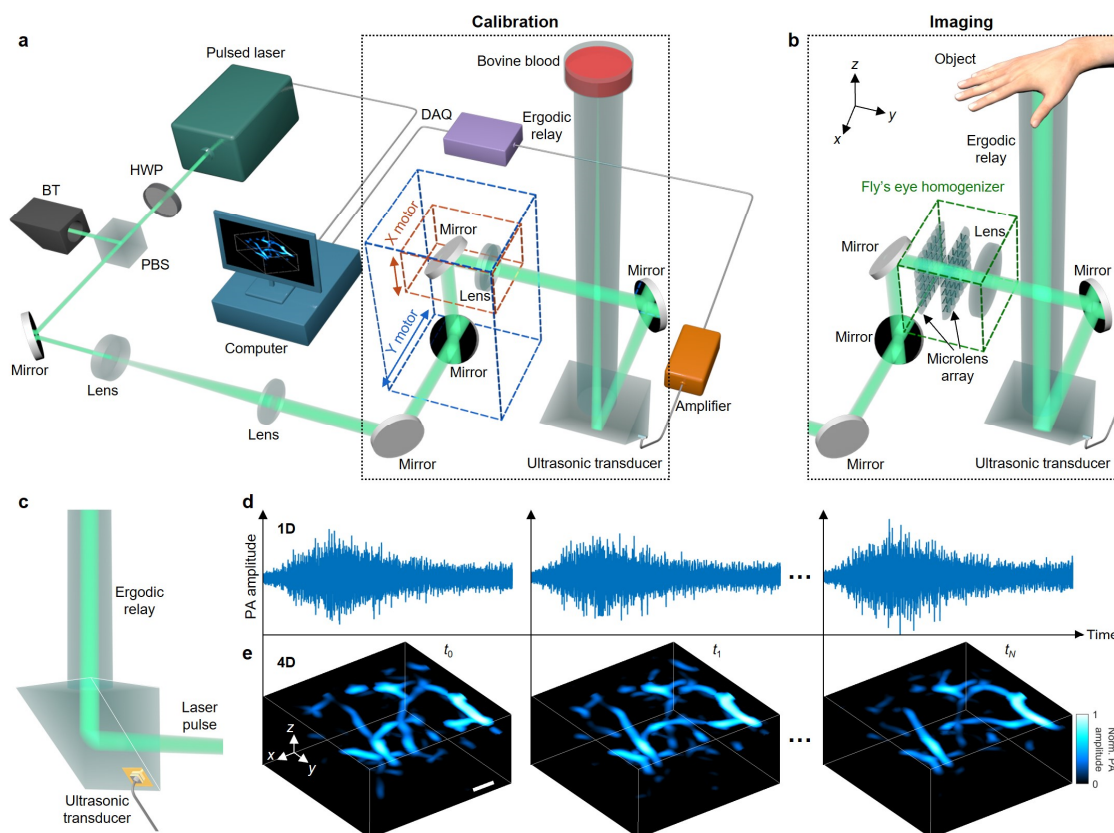 Calibration
Imaging
a
Pulsed laser
HWP
BT
PBS
Mirror
Lens
Lens
Mirror
Computer
DAQ
Bovine blood
Ergodic
relay
X motor
Mirror
Lens
Y motor
Mirror
Mirror
Amplifier
Ultrasonic transducer
b
Object
z
y
x
Ergodic
relay
Fly's eye homogenizer
Lens
Mirror
Mirror
Mirror
Microlens
array
Mirror
Ultrasonic transducer
c
Ergodic
relay
Laser
pulse
Ultrasonic
transducer
d
1D
PA amplitude
...
Time
e
4D
t0
t1
tN
z
x
y
...
1
0
Norm. PA
amplitude